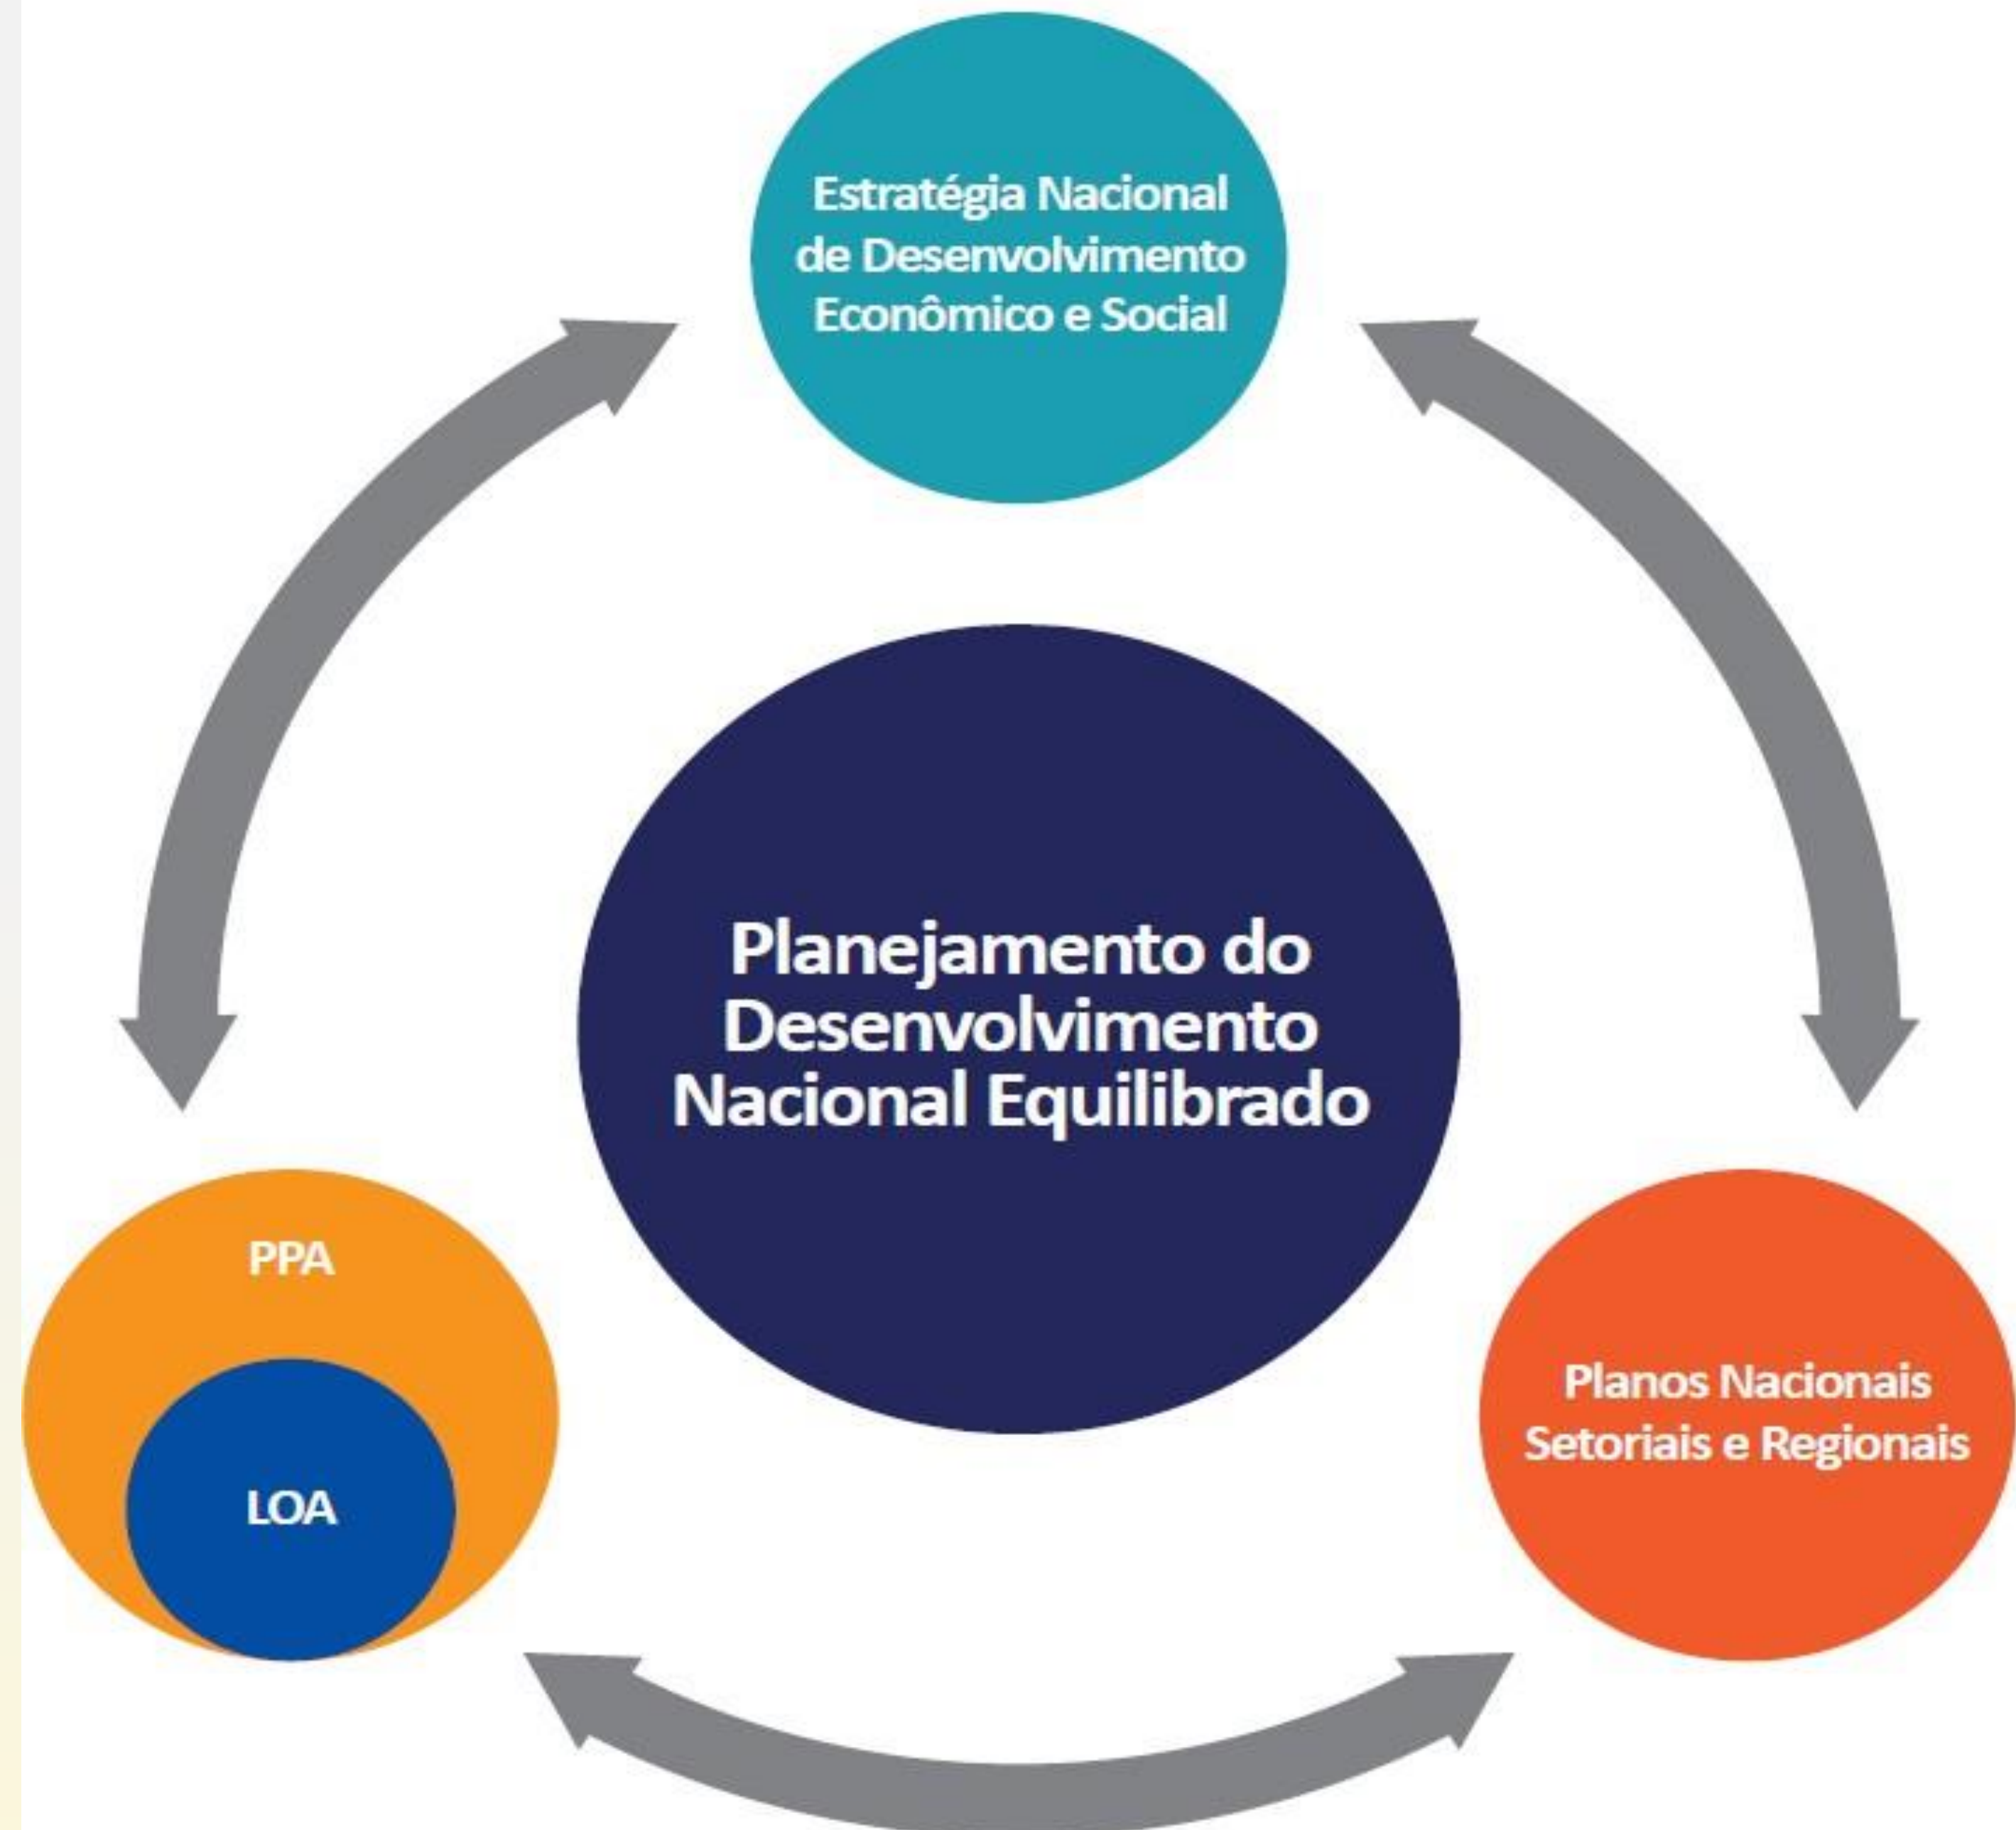 Estratégia Nacional
de Desenvolvimento
Econômico e Social
Planejamento do
Desenvolvimento
Nacional Equilibrado
PPA
LOA
Planos Nacionais
Setoriais e Regionais